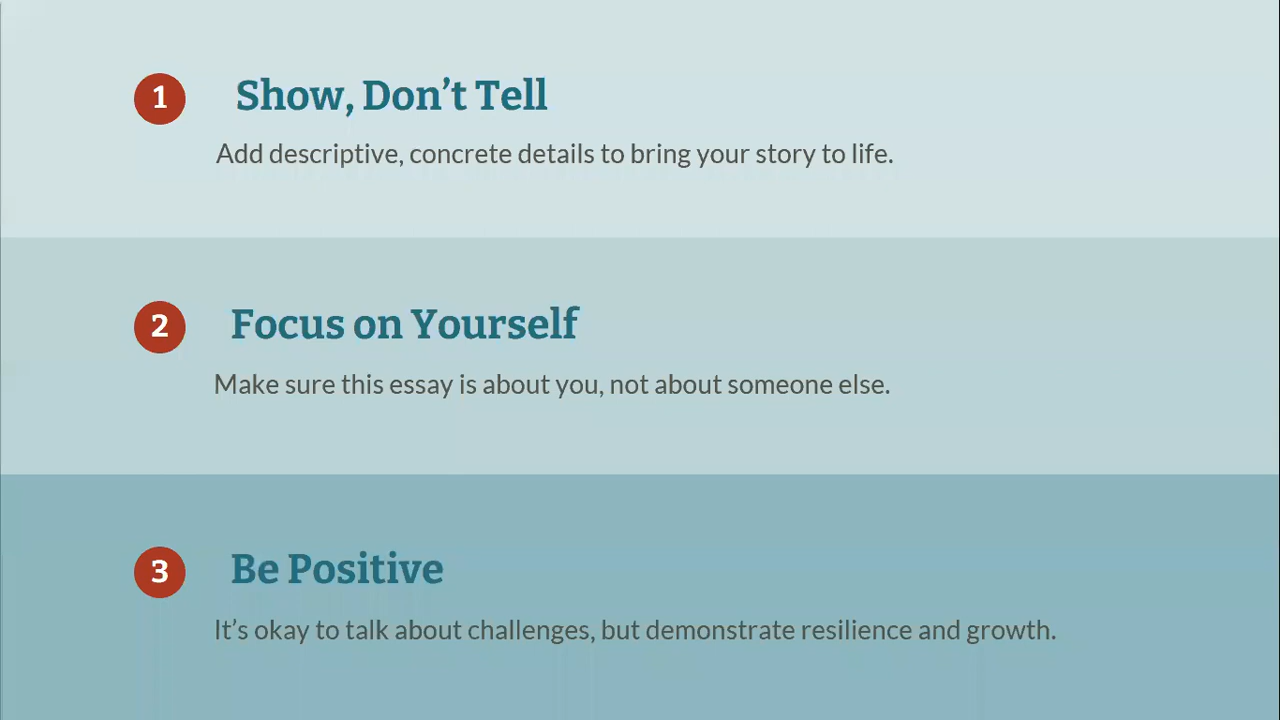 1 Show, Don’t Tell
Add descriptive, concrete details to bring your story to life.
2 Focus on Yourself
Make sure this essay is about you, not about someone else.
3 Be Positive
It’s okay to talk about challenges, but demonstrate resilience and growth.